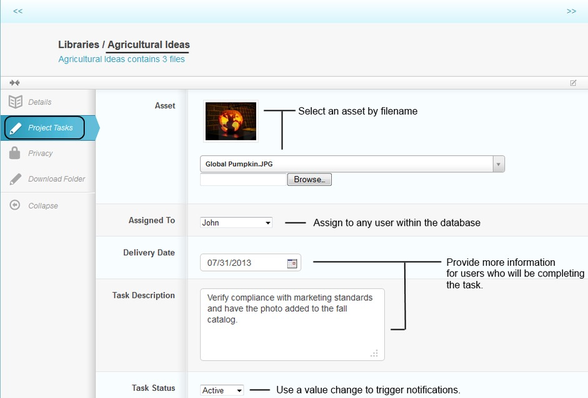 << >>
Libraries / Agricultural Ideas
Agricultural Ideas contains 3 files
Details
Project Tasks
Privacy
Download Folder
Collapse
Asset
Select an asset by filename
Global Pumpkin.JPG
Browse..
Assigned To
John
Assign to any user within the database
Delivery Date
07/31/2013
Provide more information
for users who will be completing
the task.
Task Description
Verify compliance with marketing standards
and have the photo added to the fall
catalog.
Task Status
Active
Use a value change to trigger notifications.